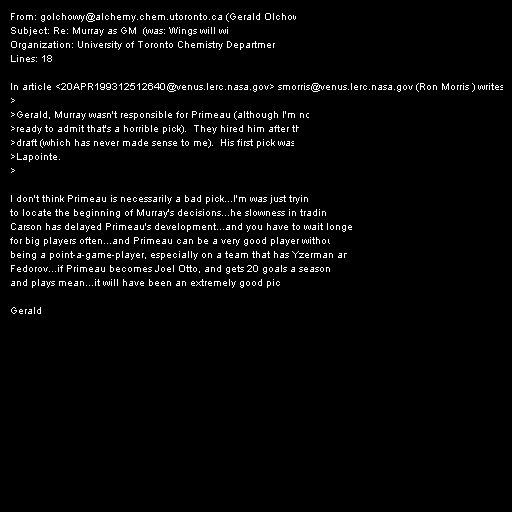 From: golchowy@alchemy.chem.utoronto.ca (Gerald Olchow
Subject: Re: Murray as GM (was: Wings will wi
Organization: University of Toronto Chemistry Departmer
Lines: 18

In article <20APR199312512640@venus.lerc.nasa.gov> smorris@venus.lerc.nasa.gov (Ron Morris ) writes
>
>Gerald, Murray wasn't responsible for Primeau (although I'm no
>ready to admit that's a horrible pick).  They hired him after th
>draft (which has never made sense to me).  His first pick was
>Lapointe.
>

I don't think Primeau is necessarily a bad pick...I'm was just tryin
to locate the beginning of Murray's decisions...he slowness in tradin
Carson has delayed Primeau's development...and you have to wait longe
for big players often...and Primeau can be a very good player withou
being a point-a-game-player, especially on a team that has Yzerman ar
Fedorov...if Primeau becomes Joel Otto, and gets 20 goals a season
and plays mean...it will have been an extremely good pic

Gerald